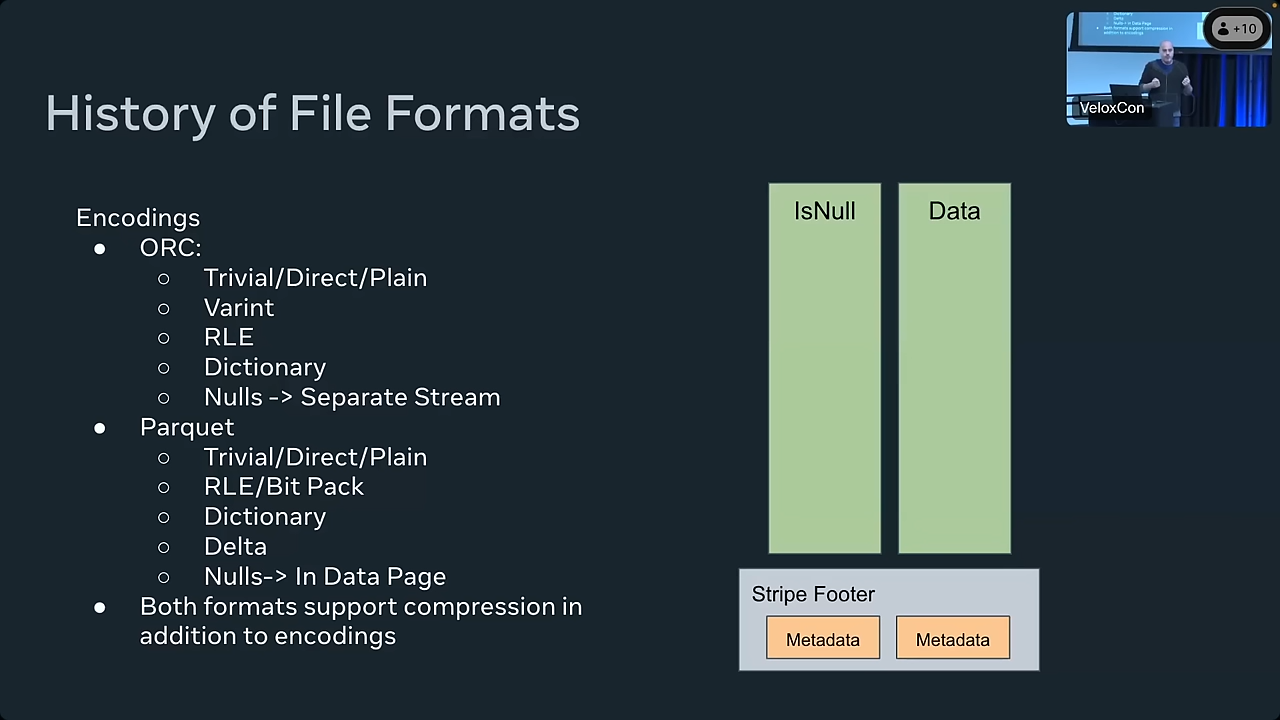 History of File Formats
Encodings
● ORC:
○ Trivial/Direct/Plain
○ Varint
○ RLE
○ Dictionary
○ Nulls -> Separate Stream
● Parquet
○ Trivial/Direct/Plain
○ RLE/Bit Pack
○ Dictionary
○ Delta
○ Nulls-> In Data Page
● Both formats support compression in
addition to encodings
IsNull
Data
Stripe Footer
Metadata
Metadata
+10
VeloxCon